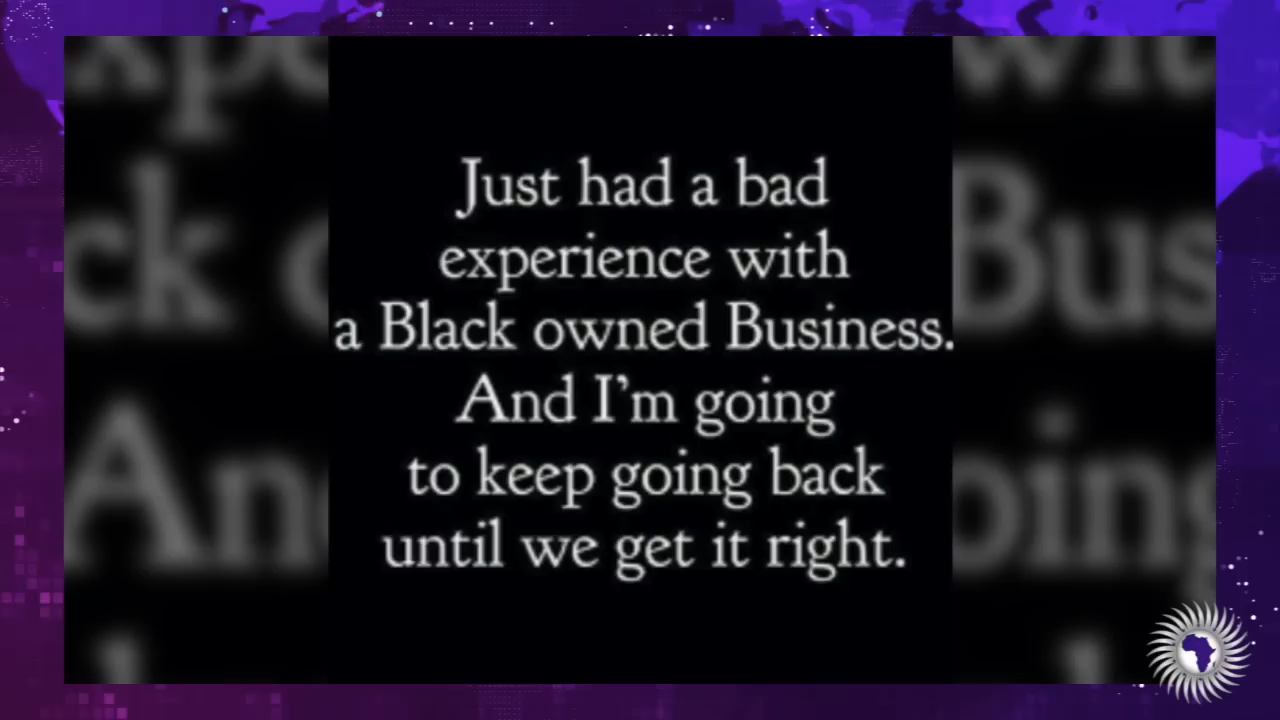 Just had a bad
experience with
a Black owned Business.
And I'm going
to keep going back
until we get it right.